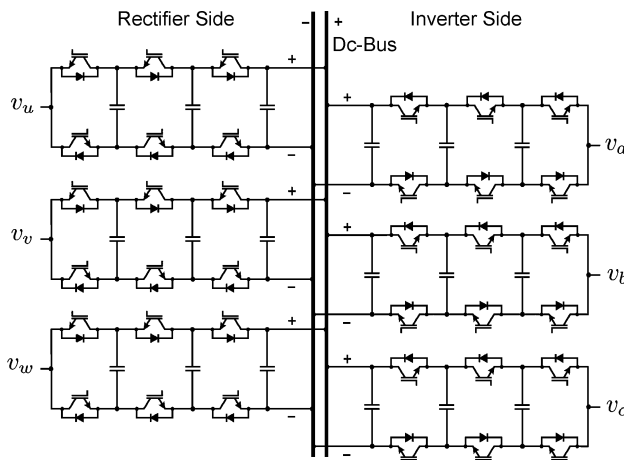 Rectifier Side
− +
Inverter Side
Dc-Bus
+
+
v_u
v_a
−
−
+
+
v_v
v_b
−
−
+
+
v_w
v_c
−
−